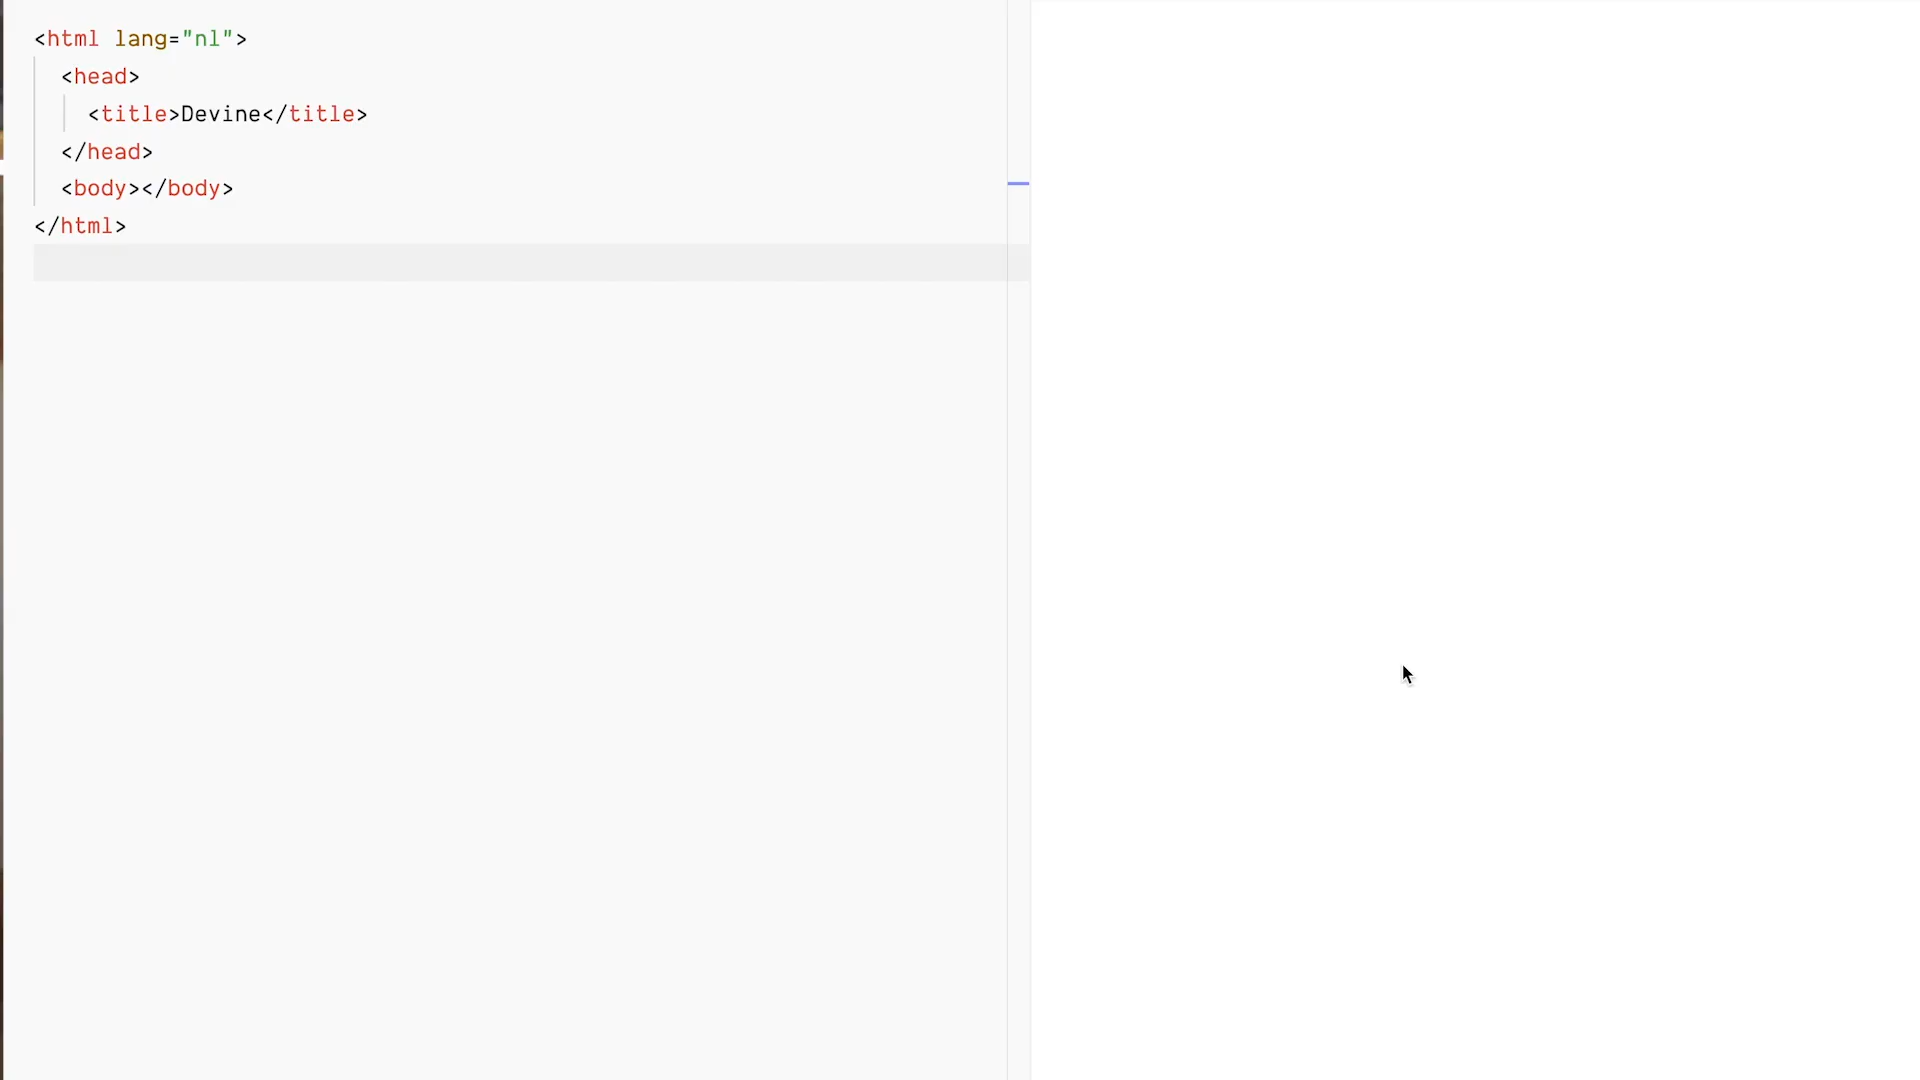 <html lang="nl">
<head>
<title>Devine</title>
</head>
<body></body>
</html>